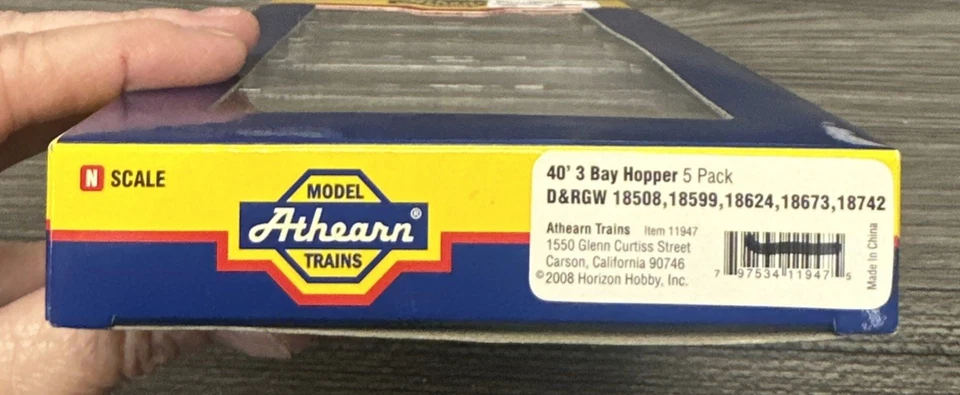 N SCALE
MODEL
Athearn®
TRAINS
40' 3 Bay Hopper 5 Pack
D&RGW 18508,18599,18624,18673,18742
Athearn Trains Item 11947
1550 Glenn Curtiss Street
Carson, California 90746
©2008 Horizon Hobby, Inc.
7 97534 11947 5
Made In China